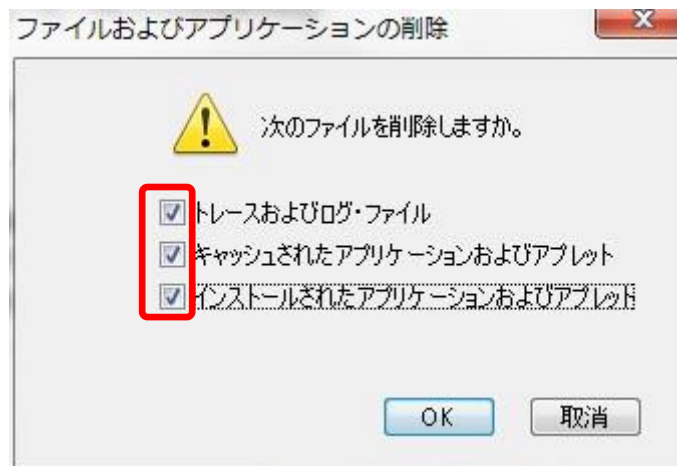 ファイルおよびアプリケーションの削除
次のファイルを削除しますか。
トレースおよびログ・ファイル
キャッシュされたアプリケーションおよびアプレット
インストールされたアプリケーションおよびアプレット
OK
取消